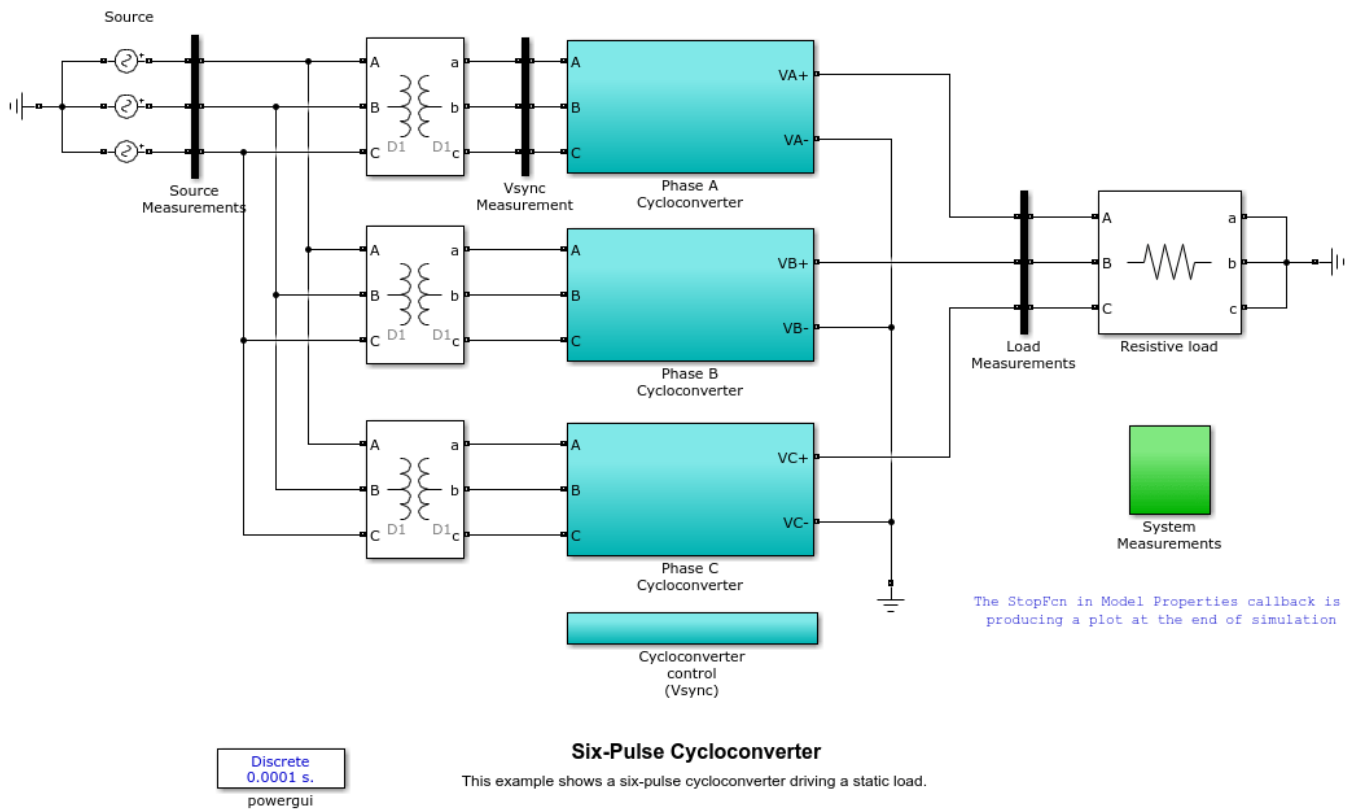 Source
Source
Measurements
A
B
C
a
b
c
D1
D1
Vsync
Measurement
A
B
C
VA+
VA-
Phase A
Cycloconverter
A
B
C
a
b
c
D1
D1
A
B
C
VB+
VB-
Phase B
Cycloconverter
A
B
C
a
b
c
D1
D1
A
B
C
VC+
VC-
Phase C
Cycloconverter
Load
Measurements
A
B
C
a
b
c
Resistive load
System
Measurements
The StopFcn in Model Properties callback is
producing a plot at the end of simulation
Cycloconverter
control
(Vsync)
Discrete
0.0001 s.
powergui
Six-Pulse Cycloconverter
This example shows a six-pulse cycloconverter driving a static load.